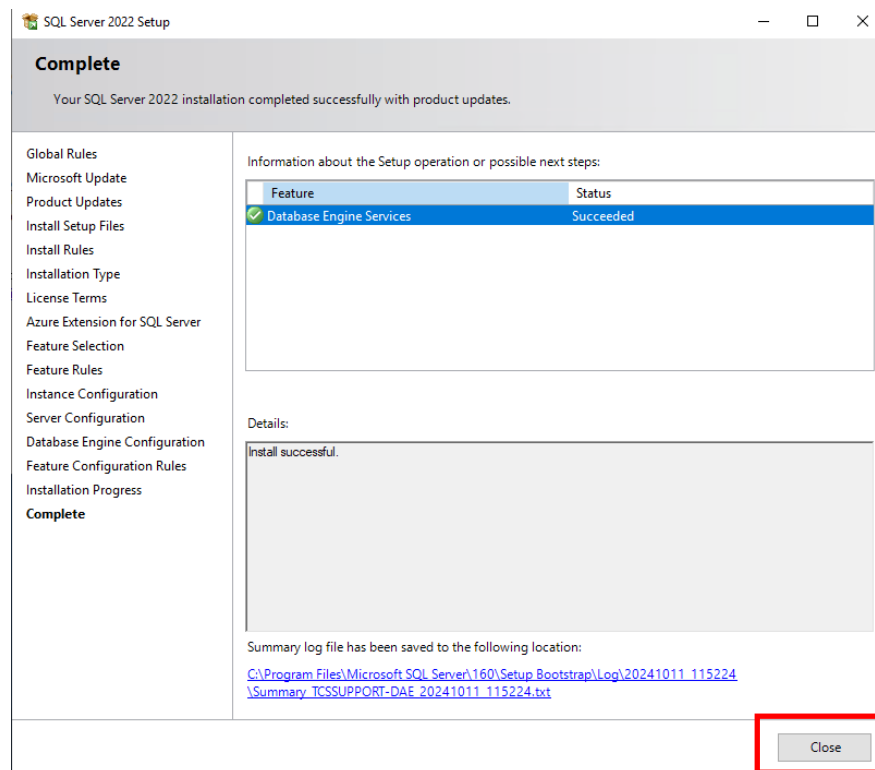 SQL Server 2022 Setup
Complete
Your SQL Server 2022 installation completed successfully with product updates.
Global Rules
Microsoft Update
Product Updates
Install Setup Files
Install Rules
Installation Type
License Terms
Azure Extension for SQL Server
Feature Selection
Feature Rules
Instance Configuration
Server Configuration
Database Engine Configuration
Feature Configuration Rules
Installation Progress
Complete
Information about the Setup operation or possible next steps:
Feature Status
Database Engine Services Succeeded
Details:
Install successful.
Summary log file has been saved to the following location:
C:\Program Files\Microsoft SQL Server\160\Setup Bootstrap\Log\20241011_115224
\Summary_TCSSUPPORT-DAE_20241011_115224.txt
Close